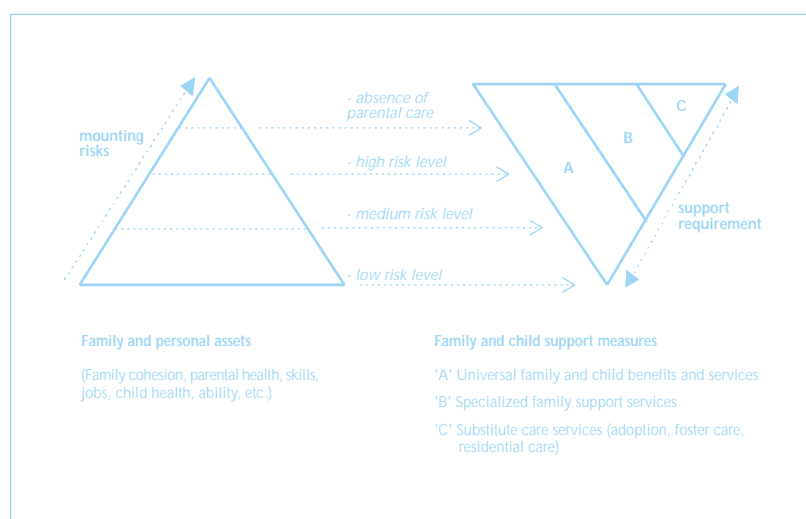 - absence of
parental care
mounting
risks
- high risk level
- medium risk level
- low risk level
A
B
C
support
requirement
Family and personal assets
(Family cohesion, parental health, skills,
jobs, child health, ability, etc.)
Family and child support measures
'A' Universal family and child benefits and services
'B' Specialized family support services
'C' Substitute care services (adoption, foster care,
residential care)